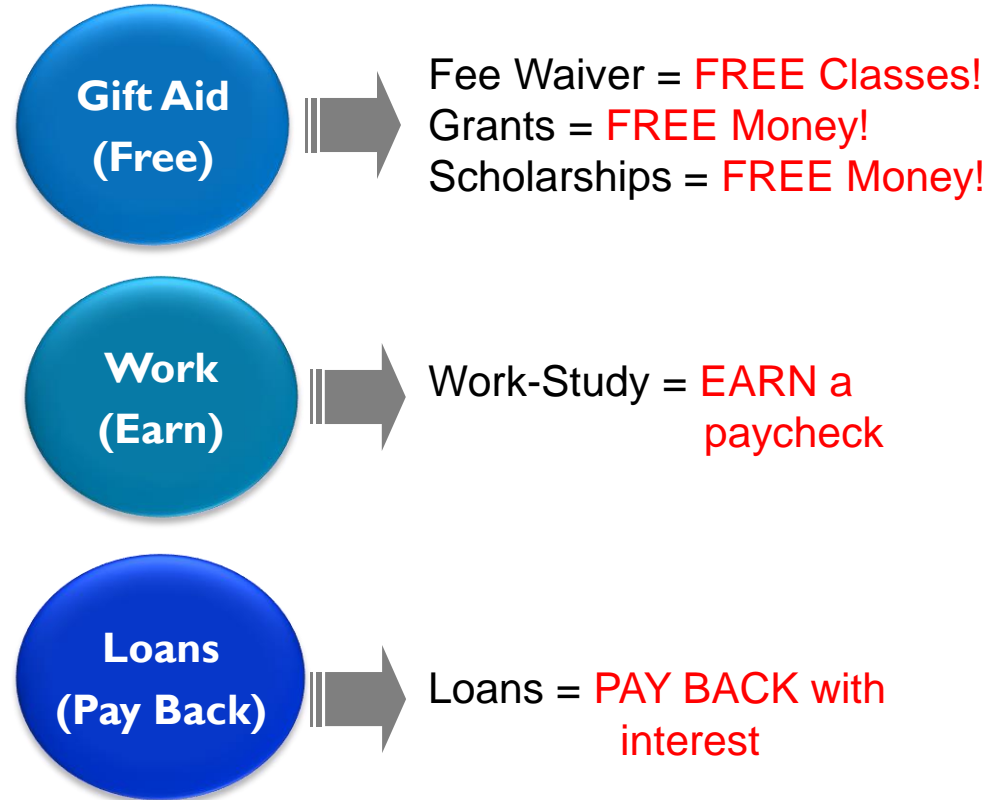 Gift Aid
(Free)
Fee Waiver = FREE Classes!
Grants = FREE Money!
Scholarships = FREE Money!
Work
(Earn)
Work-Study = EARN a
paycheck
Loans
(Pay Back)
Loans = PAY BACK with
interest